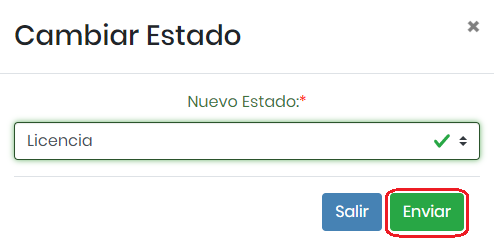 Cambiar Estado
Nuevo Estado:*
Licencia
Salir Enviar